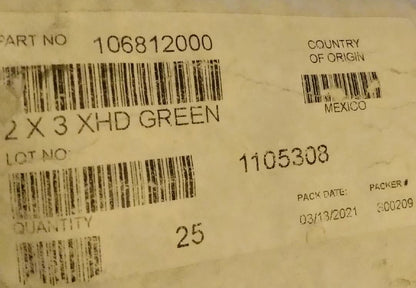 PART NO 106812000
COUNTRY
OF ORIGIN
MEXICO
2 X 3 XHD GREEN
LOT NO:
1105308
QUANTITY
25
PACK DATE:
03/13/2021
PACKER #
S00209